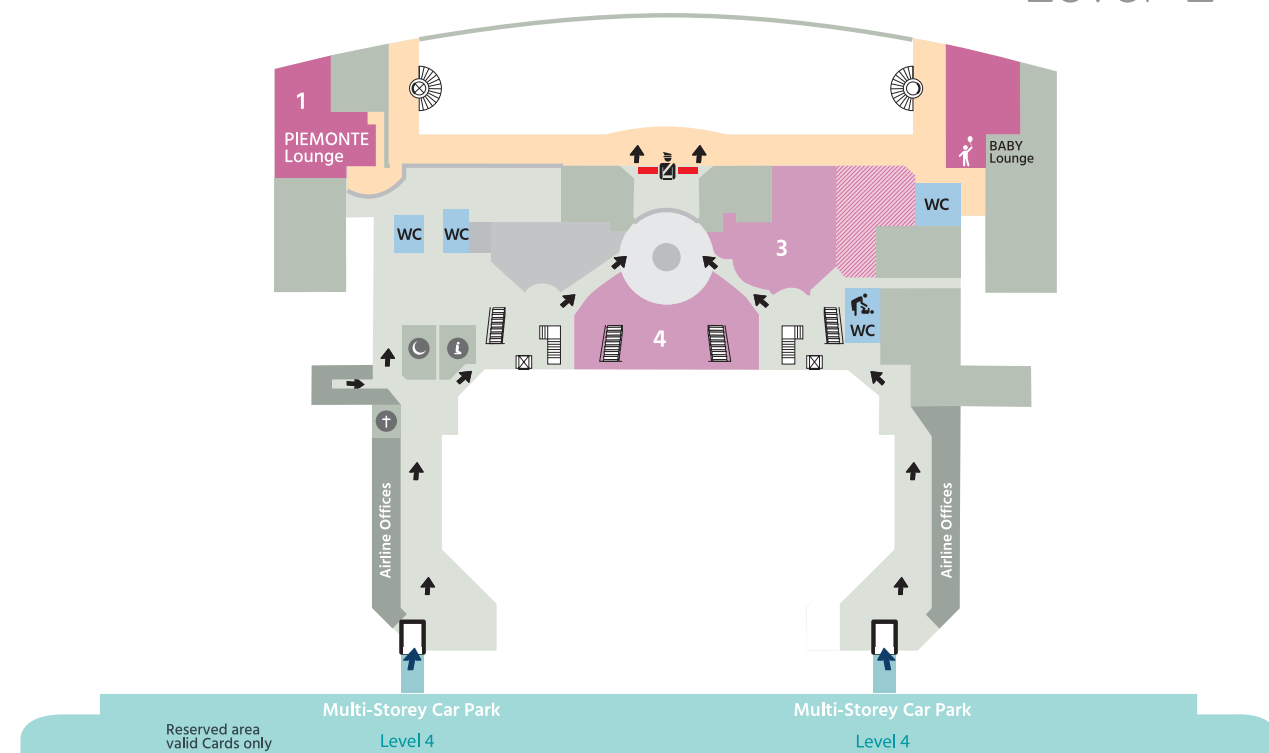 1
PIEMONTE
Lounge
BABY
Lounge
WC
WC
WC
3
WC
4
i
Airline Offices
Airline Offices
Multi-Storey Car Park
Multi-Storey Car Park
Reserved area
valid Cards only
Level 4
Level 4